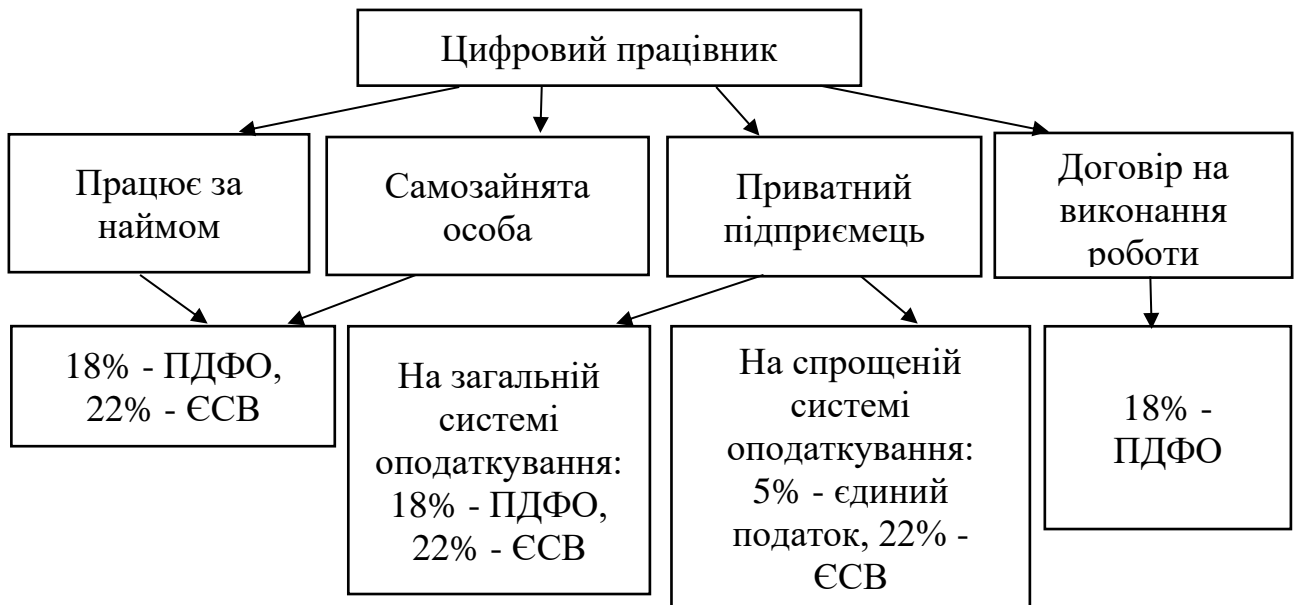 Цифровий працівник
Працює за
наймом
Самозайнята
особа
Приватний
підприємець
Договір на
виконання
роботи
18% - ПДФО,
22% - ЄСВ
На загальній
системі
оподаткування:
18% - ПДФО,
22% - ЄСВ
На спрощеній
системі
оподаткування:
5% - єдиний
податок, 22% -
ЄСВ
18% -
ПДФО